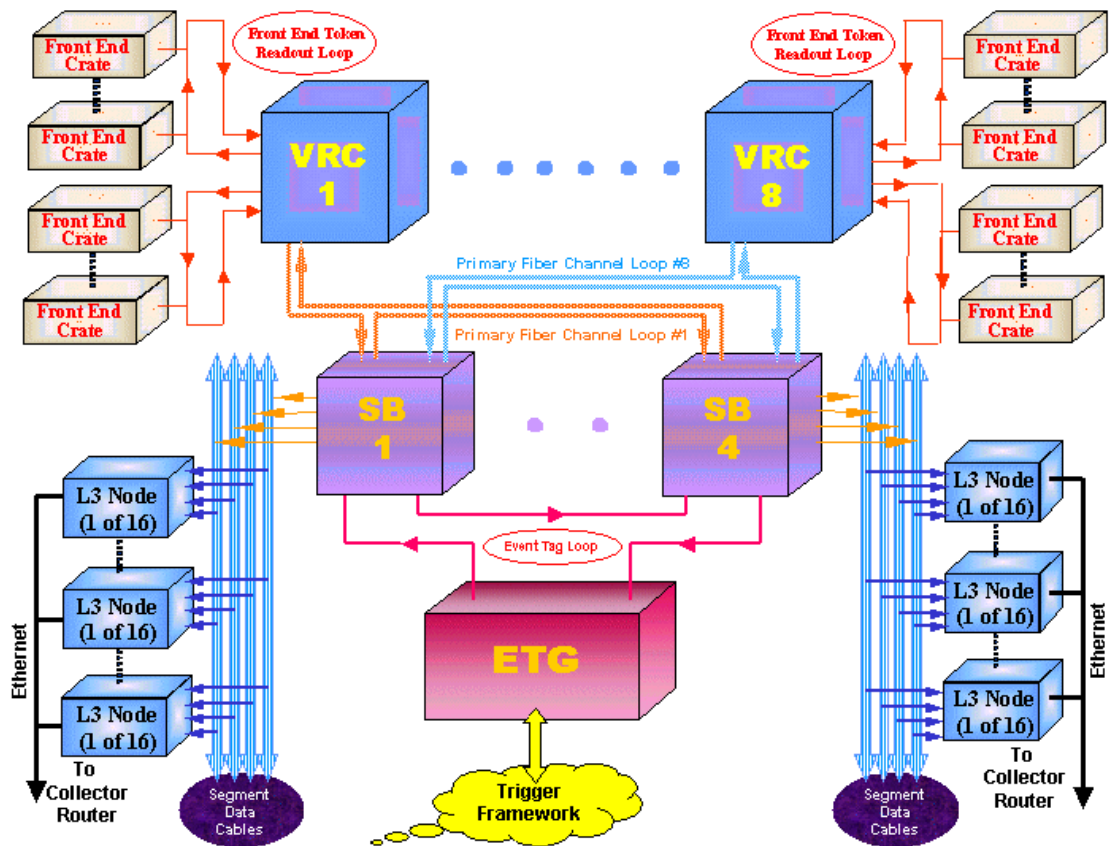 Front End
Crate
Front End
Crate
Front End
Crate
Front End
Crate
Front End Token
Readout Loop
VRC
1
Front End Token
Readout Loop
VRC
8
Front End
Crate
Front End
Crate
Front End
Crate
Front End
Crate
Primary Fiber Channel Loop #8
Primary Fiber Channel Loop #1
SB
1
SB
4
L3 Node
(1 of 16)
L3 Node
(1 of 16)
L3 Node
(1 of 16)
Ethernet
To
Collector
Router
Event Tag Loop
ETG
Trigger
Framework
Segment
Data
Cables
L3 Node
(1 of 16)
L3 Node
(1 of 16)
L3 Node
(1 of 16)
Ethernet
To
Collector
Router
Segment
Data
Cables